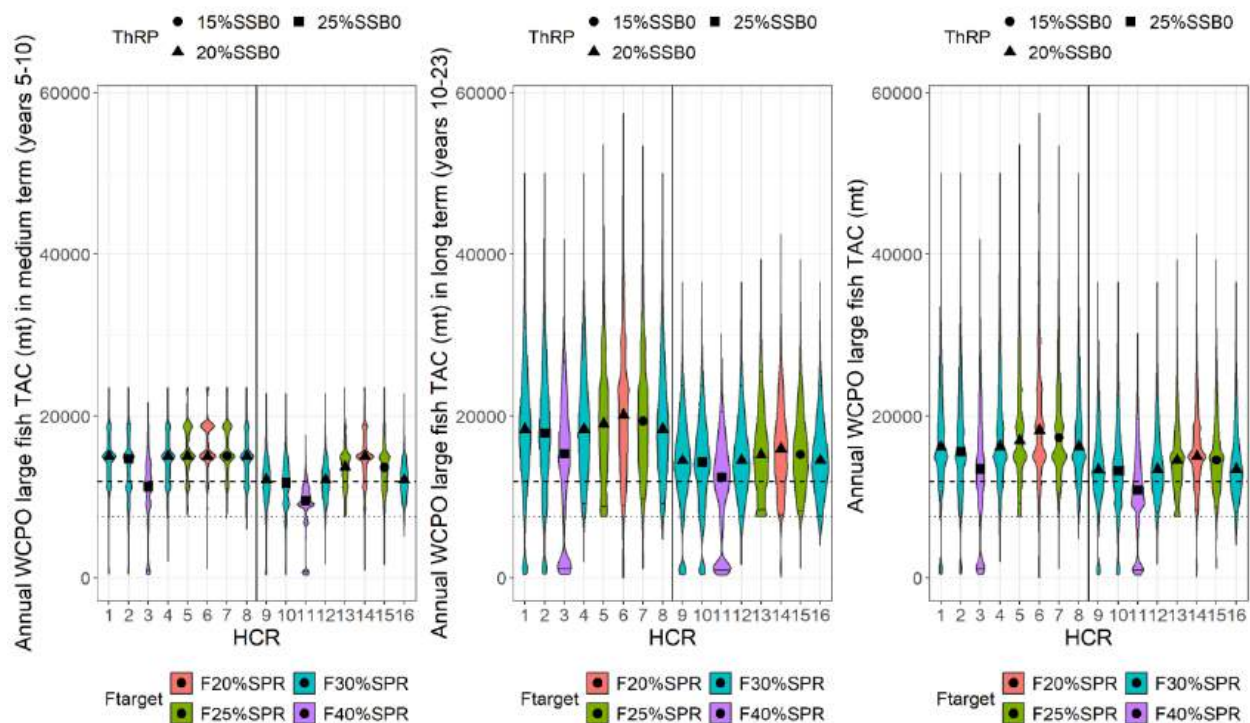 ThRP ● 15%SSB0 ■ 25%SSB0
▲ 20%SSB0
Annual WCPO large fish TAC (mt) in medium term (years 5-10)
60000
40000
20000
0
1 2 3 4 5 6 7 8 9 10 11 12 13 14 15 16
HCR
Ftarget F20%SPR F30%SPR
F25%SPR F40%SPR
ThRP ● 15%SSB0 ■ 25%SSB0
▲ 20%SSB0
Annual WCPO large fish TAC (mt) in long term (years 10-23)
60000
40000
20000
0
1 2 3 4 5 6 7 8 9 10 11 12 13 14 15 16
HCR
Ftarget F20%SPR F30%SPR
F25%SPR F40%SPR
ThRP ● 15%SSB0 ■ 25%SSB0
▲ 20%SSB0
Annual WCPO large fish TAC (mt)
60000
40000
20000
0
1 2 3 4 5 6 7 8 9 10 11 12 13 14 15 16
HCR
Ftarget F20%SPR F30%SPR
F25%SPR F40%SPR